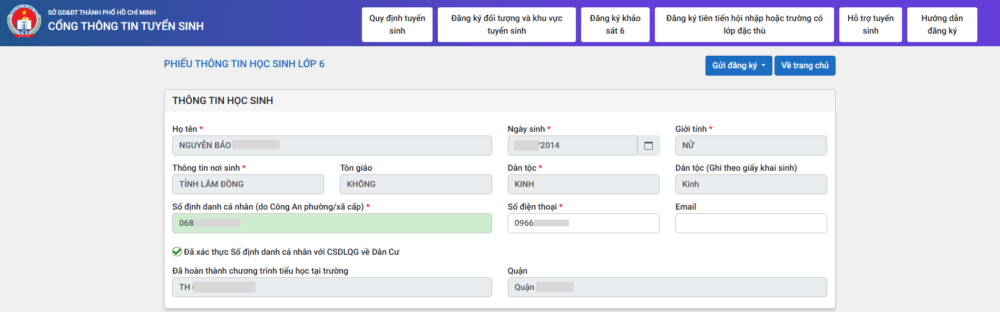 SỞ GD&ĐT THÀNH PHỐ HỒ CHÍ MINH
CỔNG THÔNG TIN TUYỂN SINH
Quy định tuyển
sinh
Đăng ký đối tượng và khu vực
tuyển sinh
Đăng ký khảo
sát 6
Đăng ký tiên tiến hội nhập hoặc trường có
lớp đặc thù
Hỗ trợ tuyển
sinh
Hướng dẫn
đăng ký
PHIẾU THÔNG TIN HỌC SINH LỚP 6
Gửi đăng ký
Về trang chủ
THÔNG TIN HỌC SINH
Họ tên *
Ngày sinh *
Giới tính *
NGUYỄN BẢO
/2014
NỮ
Thông tin nơi sinh *
Tôn giáo
Dân tộc *
Dân tộc (Ghi theo giấy khai sinh)
TỈNH LÂM ĐỒNG
KHÔNG
KINH
Kinh
Số định danh cá nhân (do Công An phường/xã cấp) *
Số điện thoại *
Email
068
0966
Đã xác thực Số định danh cá nhân với CSDLQG về Dân Cư
Đã hoàn thành chương trình tiểu học tại trường
Quận
TH
Quận